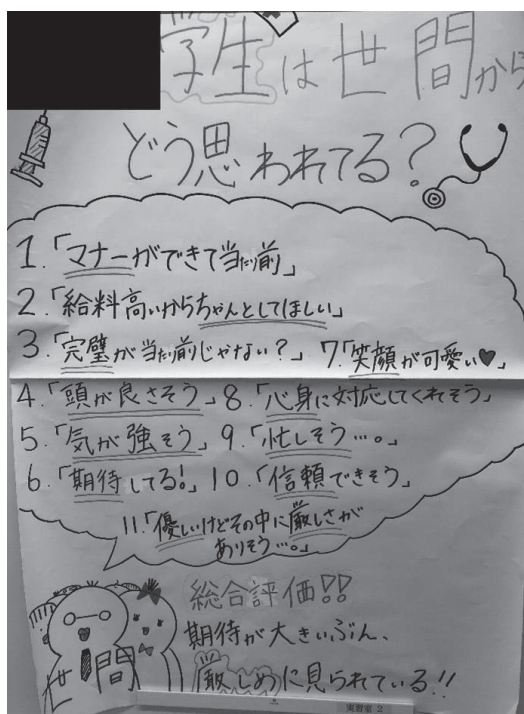 学生は世間から
どう思われてる?
1.「マナーができて当たり前」
2.「給料高いからちゃんとしてほしい」
3.「完璧が当たり前じゃない?」
7.「笑顔が可愛い♥」
4.「頭が良さそう」
8.「心身に対応してくれそう」
5.「気が強そう」
9.「忙しそう…。」
6.「期待してる!」
10.「信頼できそう」
11.「優しいけどその中に厳しさが
ありそう…。」
総合評価!!
期待が大きいぶん、
厳しめに見られている!!
世間
実習室 2